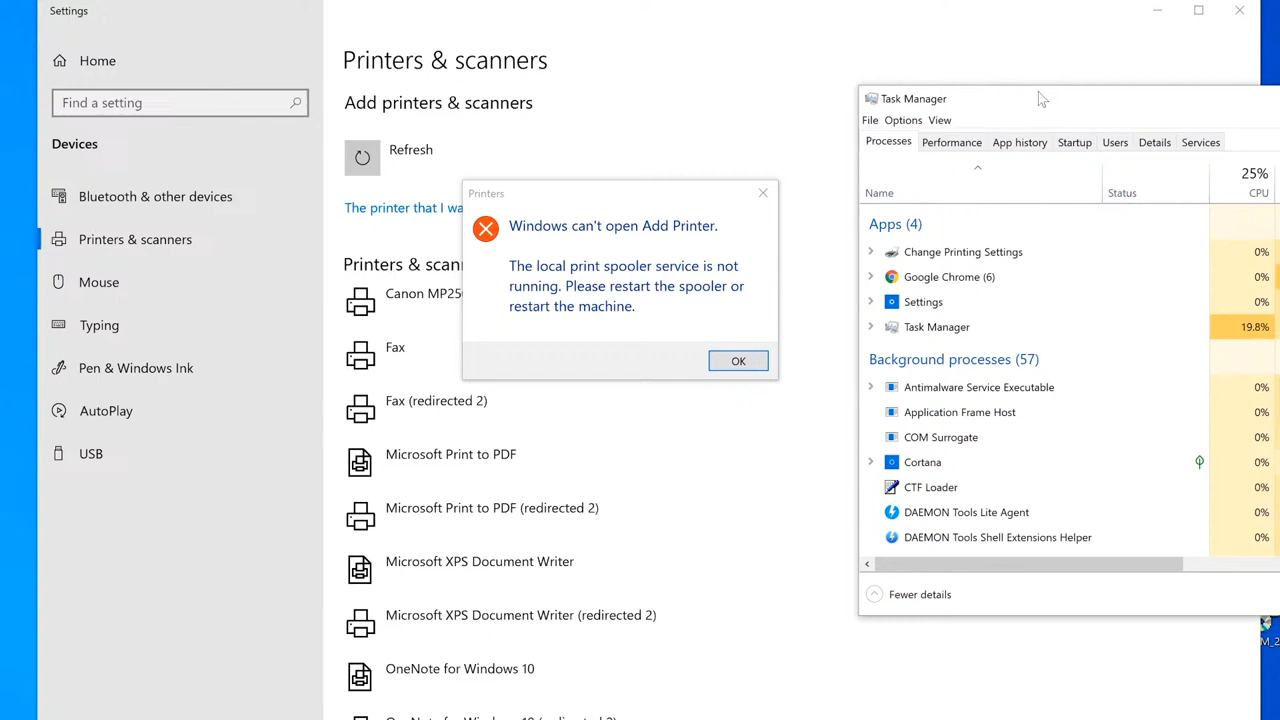 Settings
Home
Find a setting
Devices
Bluetooth & other devices
Printers & scanners
Mouse
Typing
Pen & Windows Ink
AutoPlay
USB
Printers & scanners
Add printers & scanners
Refresh
The printer that I wa
Printers & scan
Canon MP25
Fax
Fax (redirected 2)
Microsoft Print to PDF
Microsoft Print to PDF (redirected 2)
Microsoft XPS Document Writer
Microsoft XPS Document Writer (redirected 2)
OneNote for Windows 10
Printers
Windows can't open Add Printer.
The local print spooler service is not
running. Please restart the spooler or
restart the machine.
OK
Task Manager
File Options View
Processes Performance App history Startup Users Details Services
25%
Name Status CPU
Apps (4)
Change Printing Settings 0%
Google Chrome (6) 0%
Settings 0%
Task Manager 19.8%
Background processes (57)
Antimalware Service Executable 0%
Application Frame Host 0%
COM Surrogate 0%
Cortana 0%
CTF Loader 0%
DAEMON Tools Lite Agent 0%
DAEMON Tools Shell Extensions Helper 0%
Fewer details